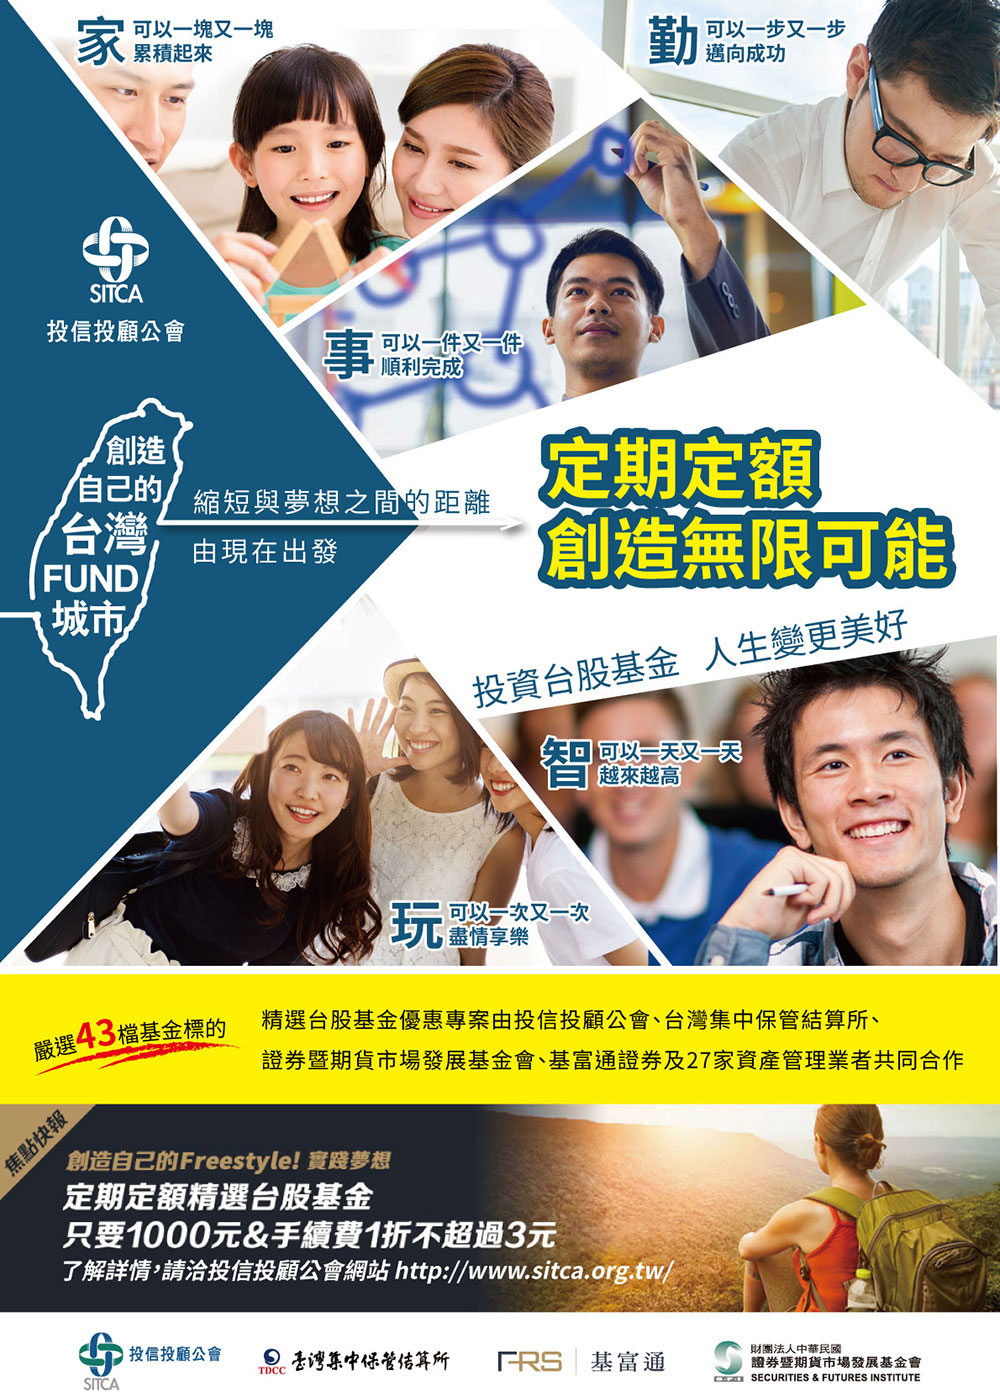 家 可以一塊又一塊
累積起來
勤 可以一步又一步
邁向成功
SITCA
投信投顧公會
事 可以一件又一件
順利完成
創造
自己的
台灣
FUND
城市
縮短與夢想之間的距離
由現在出發
定期定額
創造無限可能
投資台股基金 人生變更美好
智 可以一天又一天
越來越高
玩 可以一次又一次
盡情享樂
嚴選43檔基金標的
精選台股基金優惠專案由投信投顧公會、台灣集中保管結算所、
證券暨期貨市場發展基金會、基富通證券及27家資產管理業者共同合作
焦點快報
創造自己的Freestyle! 實踐夢想
定期定額精選台股基金
只要1000元&手續費1折不超過3元
了解詳情,請洽投信投顧公會網站 http://www.sitca.org.tw/
SITCA
投信投顧公會
TDCC
臺灣集中保管結算所
FRS 基富通
財團法人中華民國
證券暨期貨市場發展基金會
SECURITIES & FUTURES INSTITUTE